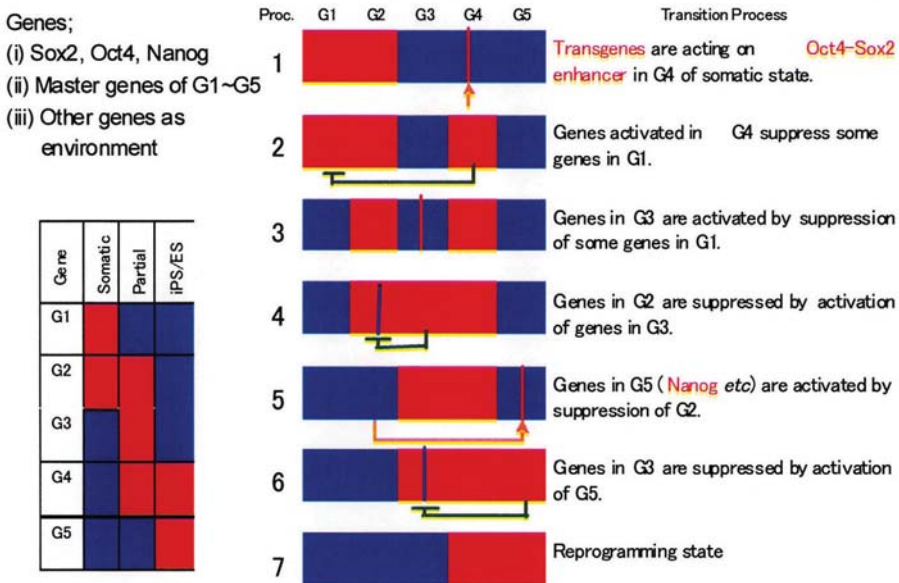 Genes;
(i) Sox2, Oct4, Nanog
(ii) Master genes of G1~G5
(iii) Other genes as
environment
Gene Somatic Partial iPS/ES
G1
G2
G3
G4
G5
Proc. G1 G2 G3 G4 G5 Transition Process
1 Transgenes are acting on Oct4-Sox2
enhancer in G4 of somatic state.
2 Genes activated in G4 suppress some
genes in G1.
3 Genes in G3 are activated by suppression
of some genes in G1.
4 Genes in G2 are suppressed by activation
of genes in G3.
5 Genes in G5 ( Nanog etc) are activated by
suppression of G2.
6 Genes in G3 are suppressed by activation
of G5.
7 Reprogramming state